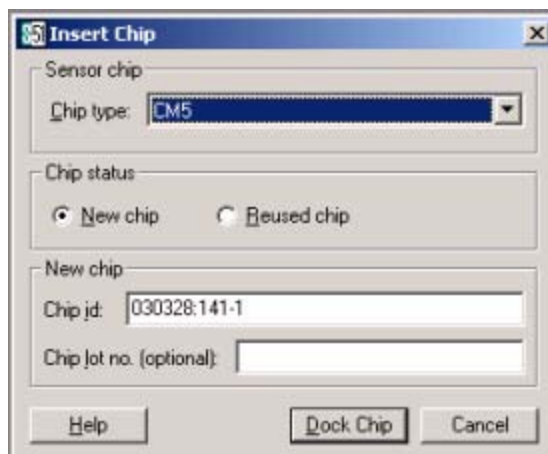 Insert Chip
Sensor chip
Chip type: CM5
Chip status
New chip Reused chip
New chip
Chip id: 030328:141-1
Chip lot no. (optional):
Help Dock Chip Cancel